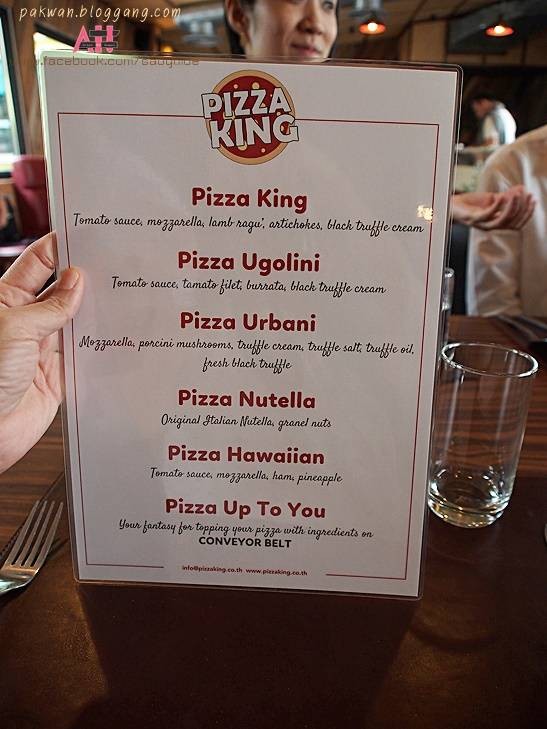 pakwan.bloggang.com
PIZZA
KING
Pizza King
Tomato sauce, mozzarella, lamb ragu', artichokes, black truffle cream
Pizza Ugolini
Tomato sauce, tamato filet, burrata, black truffle cream
Pizza Urbani
Mozzarella, porcini mushrooms, truffle cream, truffle salt, truffle oil,
fresh black truffle
Pizza Nutella
Original Italian Nutella, granel nuts
Pizza Hawaiian
Tomato sauce, mozzarella, ham, pineapple
Pizza Up To You
Your fantasy for topping your pizza with ingredients on
CONVEYOR BELT
info@pizzaking.co.th www.pizzaking.co.th